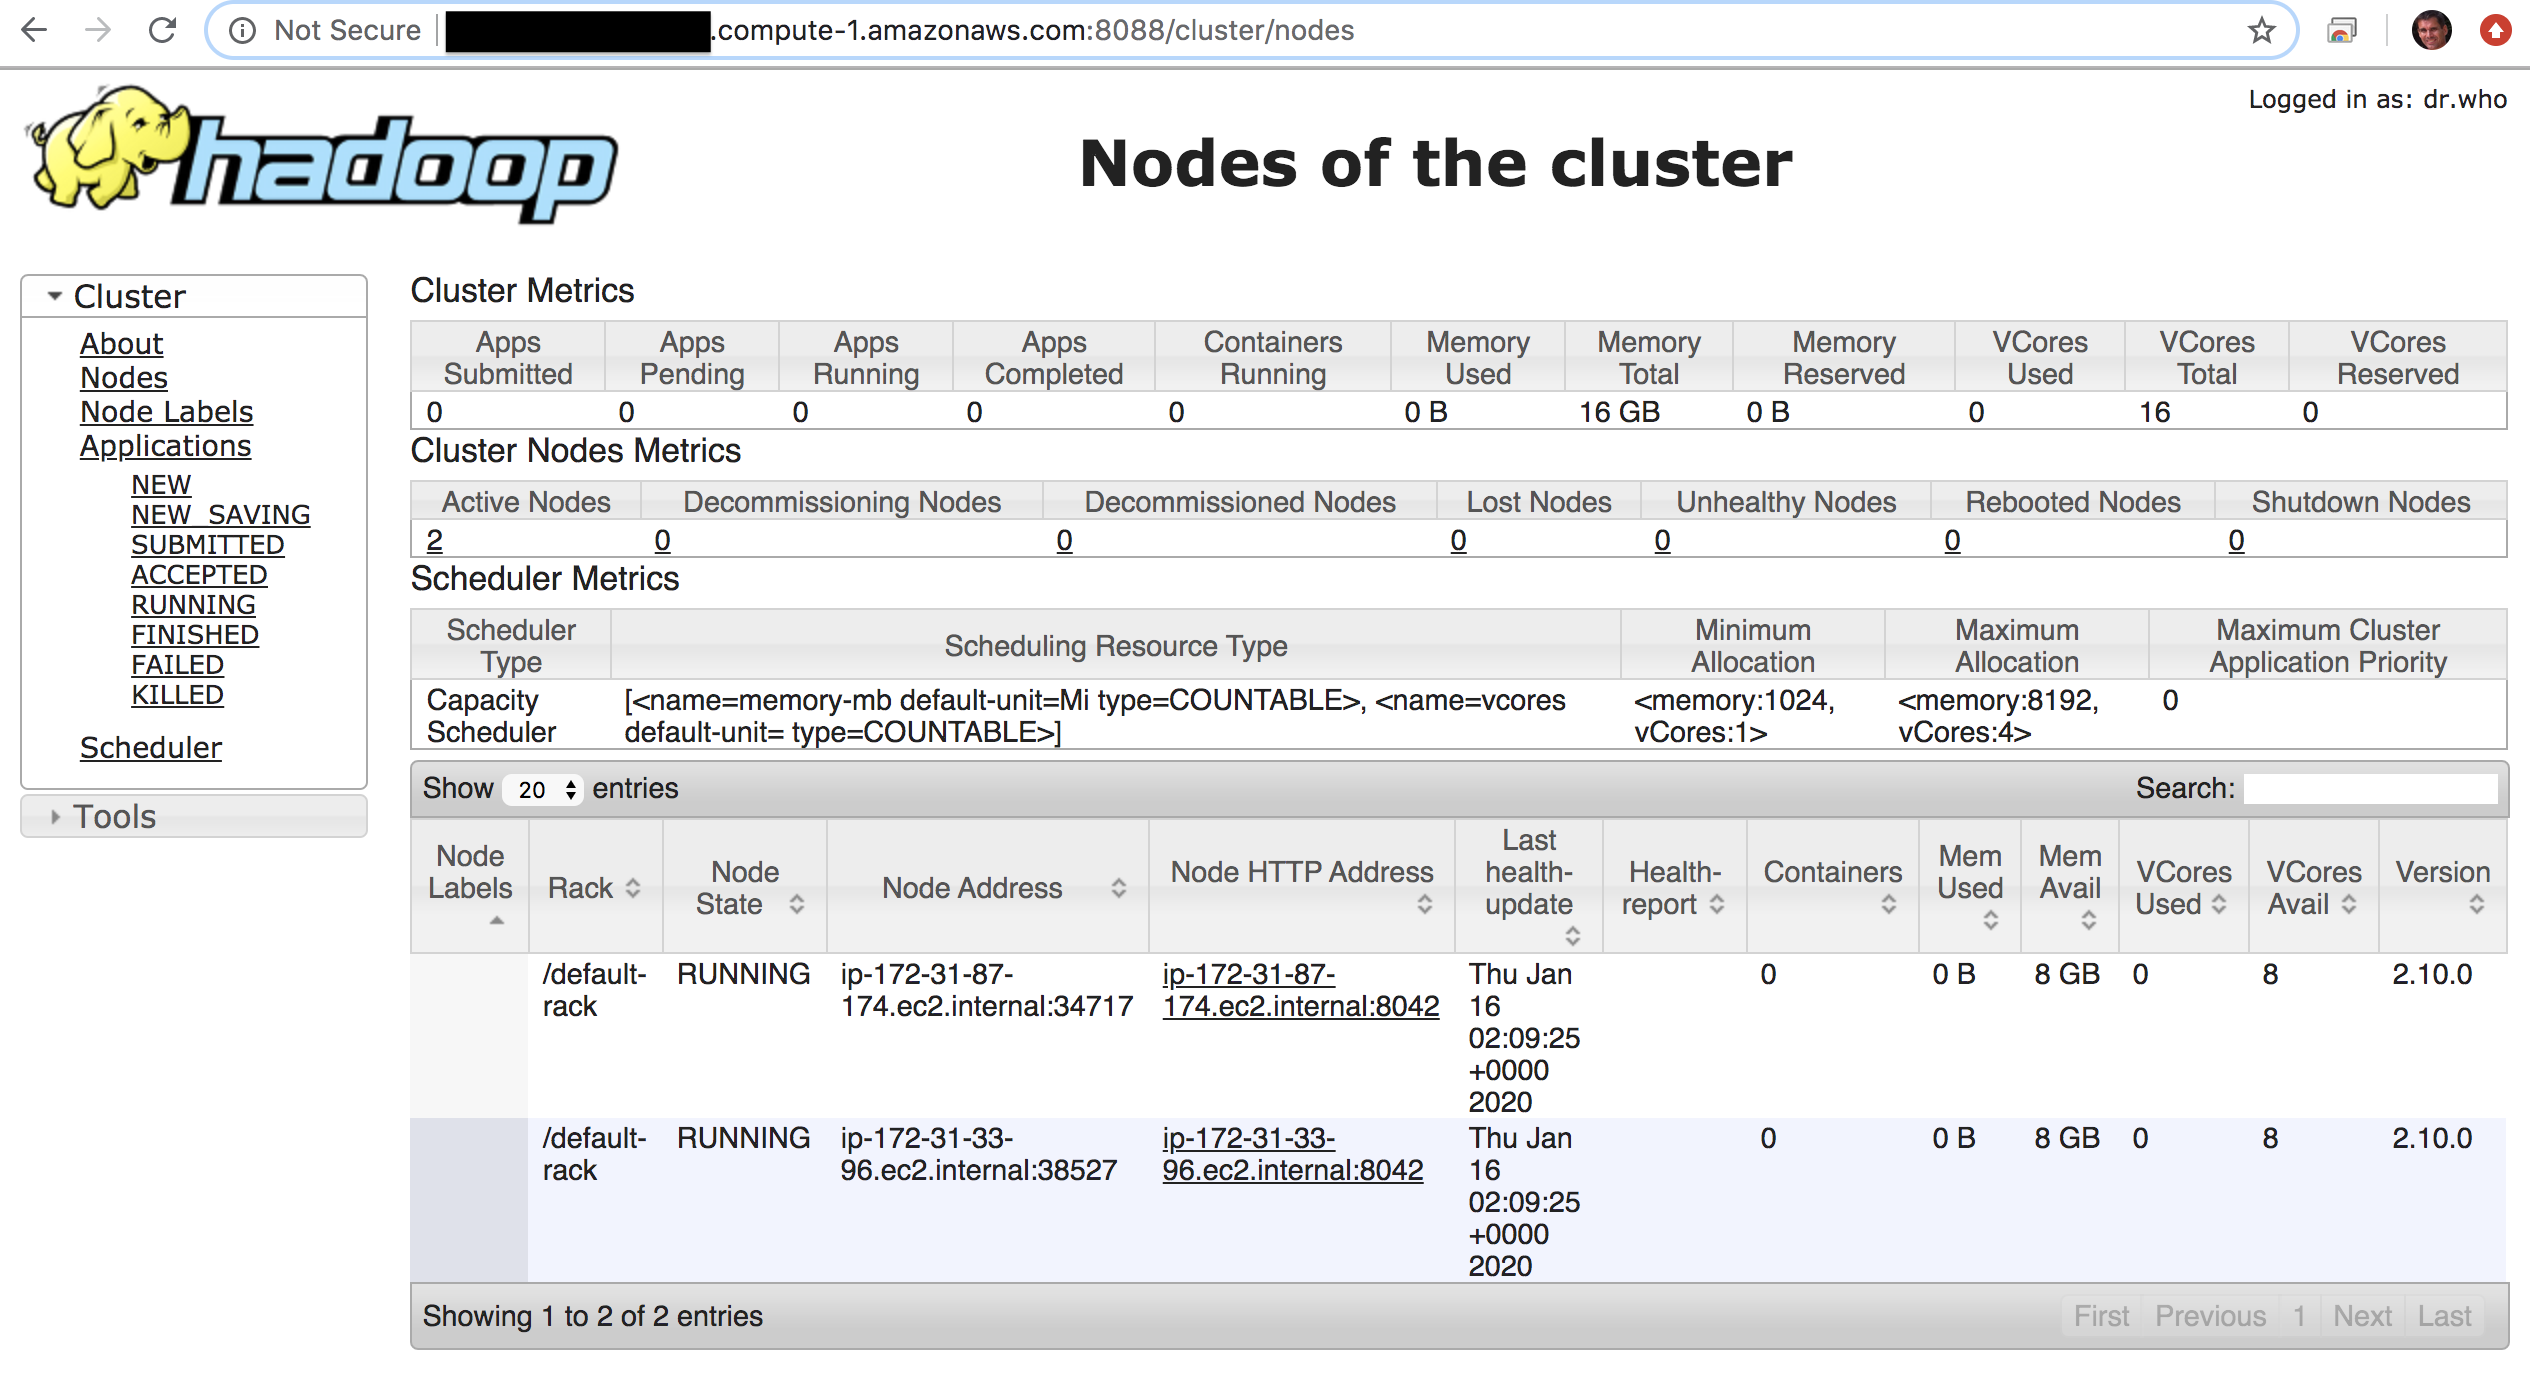 Not Secure .compute-1.amazonaws.com:8088/cluster/nodes
Logged in as: dr.who
hadoop
Nodes of the cluster
Cluster
About
Nodes
Node Labels
Applications
NEW
NEW_SAVING
SUBMITTED
ACCEPTED
RUNNING
FINISHED
FAILED
KILLED
Scheduler
Tools
Cluster Metrics
Apps Submitted Apps Pending Apps Running Apps Completed Containers Running Memory Used Memory Total Memory Reserved VCores Used VCores Total VCores Reserved
0 0 0 0 0 0 B 16 GB 0 B 0 16 0
Cluster Nodes Metrics
Active Nodes Decommissioning Nodes Decommissioned Nodes Lost Nodes Unhealthy Nodes Rebooted Nodes Shutdown Nodes
2 0 0 0 0 0 0
Scheduler Metrics
Scheduler Type Scheduling Resource Type Minimum Allocation Maximum Allocation Maximum Cluster Application Priority
Capacity Scheduler [<name=memory-mb default-unit=Mi type=COUNTABLE>, <name=vcores default-unit= type=COUNTABLE>] <memory:1024, vCores:1> <memory:8192, vCores:4> 0
Show 20 entries Search:
Node Labels Rack Node State Node Address Node HTTP Address Last health-update Health-report Containers Mem Used Mem Avail VCores Used VCores Avail Version
/default-rack RUNNING ip-172-31-87-174.ec2.internal:34717 ip-172-31-87-174.ec2.internal:8042 Thu Jan 16 02:09:25 +0000 2020 0 0 B 8 GB 0 8 2.10.0
/default-rack RUNNING ip-172-31-33-96.ec2.internal:38527 ip-172-31-33-96.ec2.internal:8042 Thu Jan 16 02:09:25 +0000 2020 0 0 B 8 GB 0 8 2.10.0
Showing 1 to 2 of 2 entries First Previous 1 Next Last